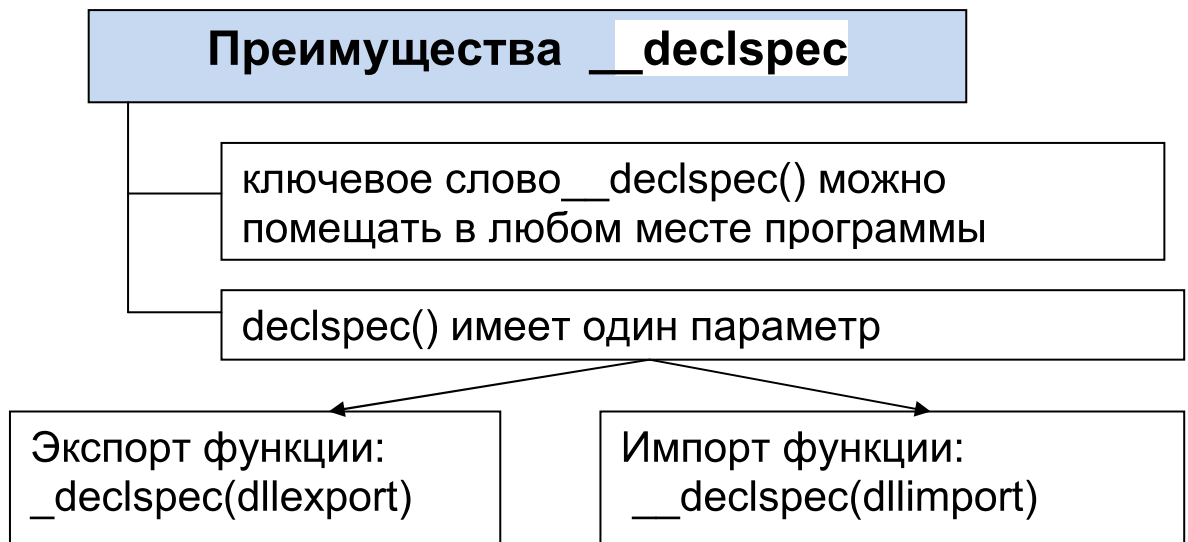 Преимущества __declspec
ключевое слово__declspec() можно
помещать в любом месте программы
declspec() имеет один параметр
Экспорт функции:
_declspec(dllexport)
Импорт функции:
__declspec(dllimport)